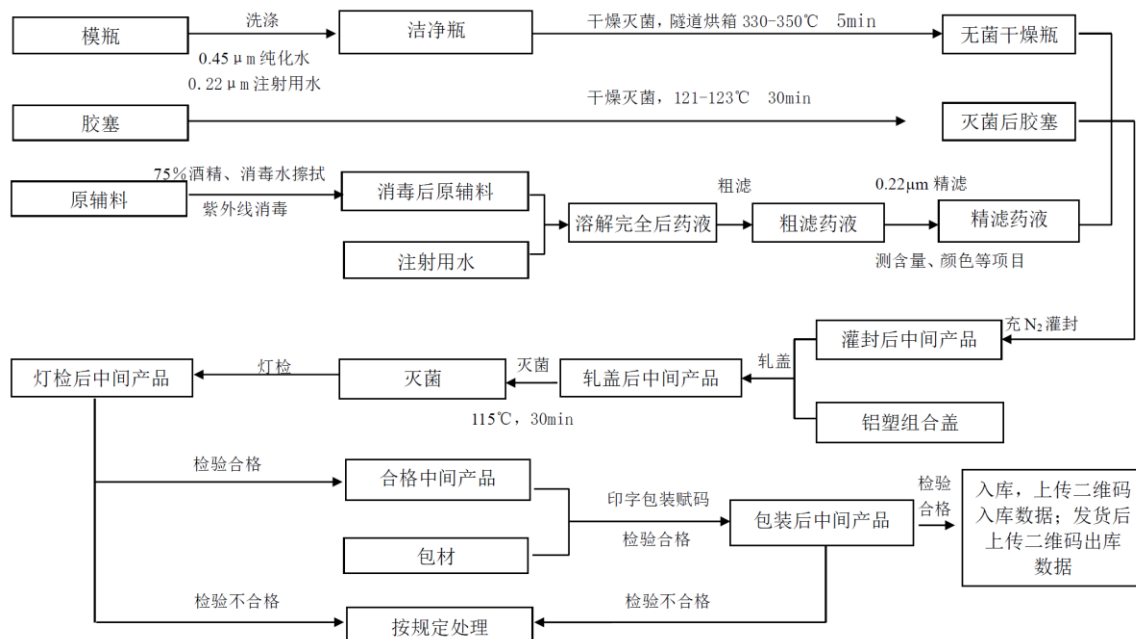 模瓶
洗涤
0.45μm纯化水
0.22μm注射用水
洁净瓶
干燥灭菌，隧道烘箱 330-350℃ 5min
无菌干燥瓶
胶塞
干燥灭菌，121-123℃ 30min
灭菌后胶塞
原辅料
75%酒精、消毒水擦拭
紫外线消毒
消毒后原辅料
注射用水
溶解完全后药液
粗滤
粗滤药液
0.22μm 精滤
测含量、颜色等项目
精滤药液
充N₂灌封
灌封后中间产品
铝塑组合盖
轧盖
轧盖后中间产品
灭菌
115℃，30min
灭菌
灯检
灯检后中间产品
检验合格
合格中间产品
包材
印字包装赋码
检验合格
包装后中间产品
检验
合格
入库，上传二维码
入库数据；发货后
上传二维码出库
数据
检验不合格
按规定处理
检验不合格